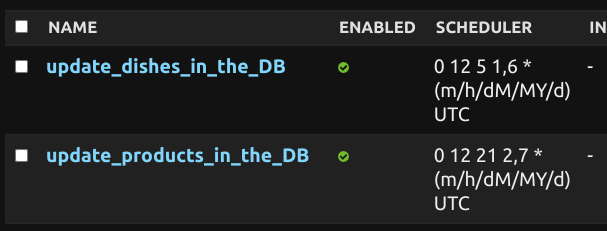 NAME ENABLED SCHEDULER IN
update_dishes_in_the_DB 0 12 5 1,6 * -
(m/h/dM/MY/d)
UTC
update_products_in_the_DB 0 12 21 2,7 * -
(m/h/dM/MY/d)
UTC